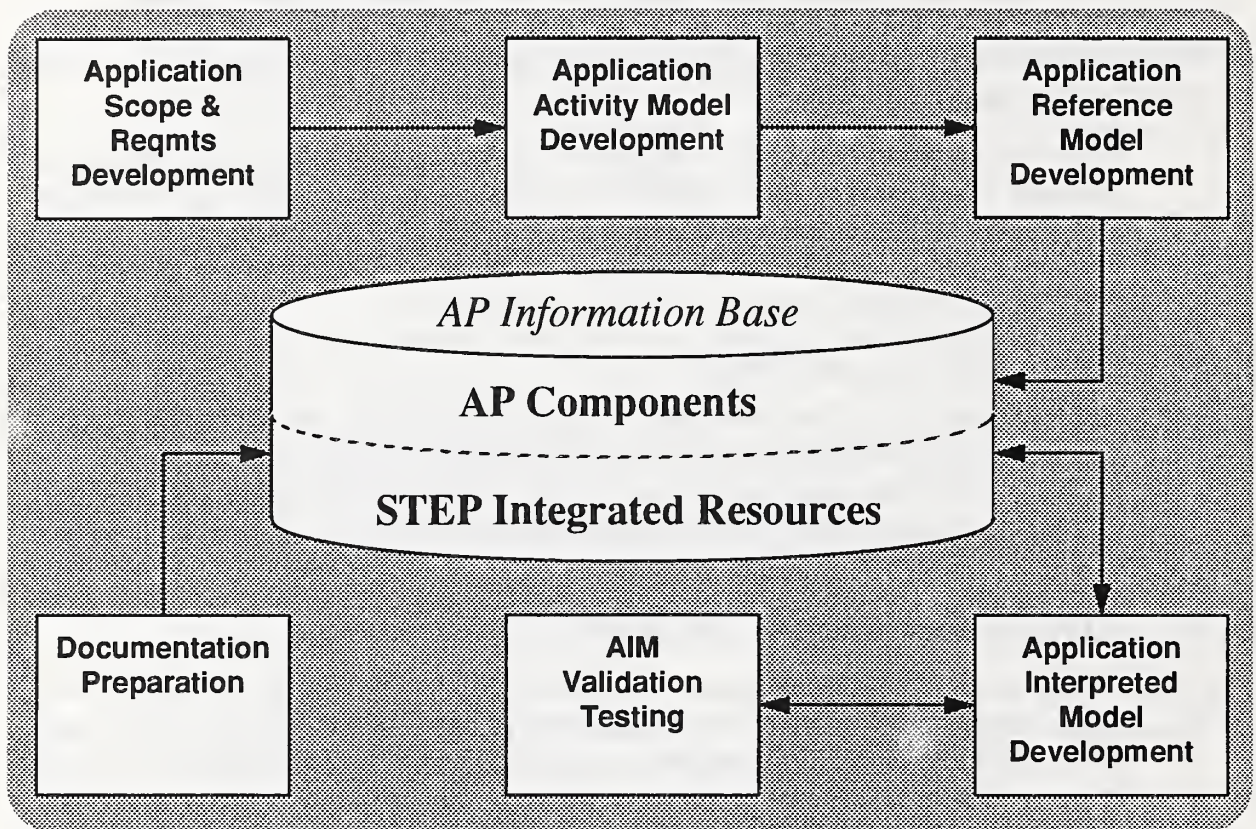 Application
Scope &
Reqmts
Development
Application
Activity Model
Development
Application
Reference
Model
Development
AP Information Base
AP Components
STEP Integrated Resources
Documentation
Preparation
AIM
Validation
Testing
Application
Interpreted
Model
Development